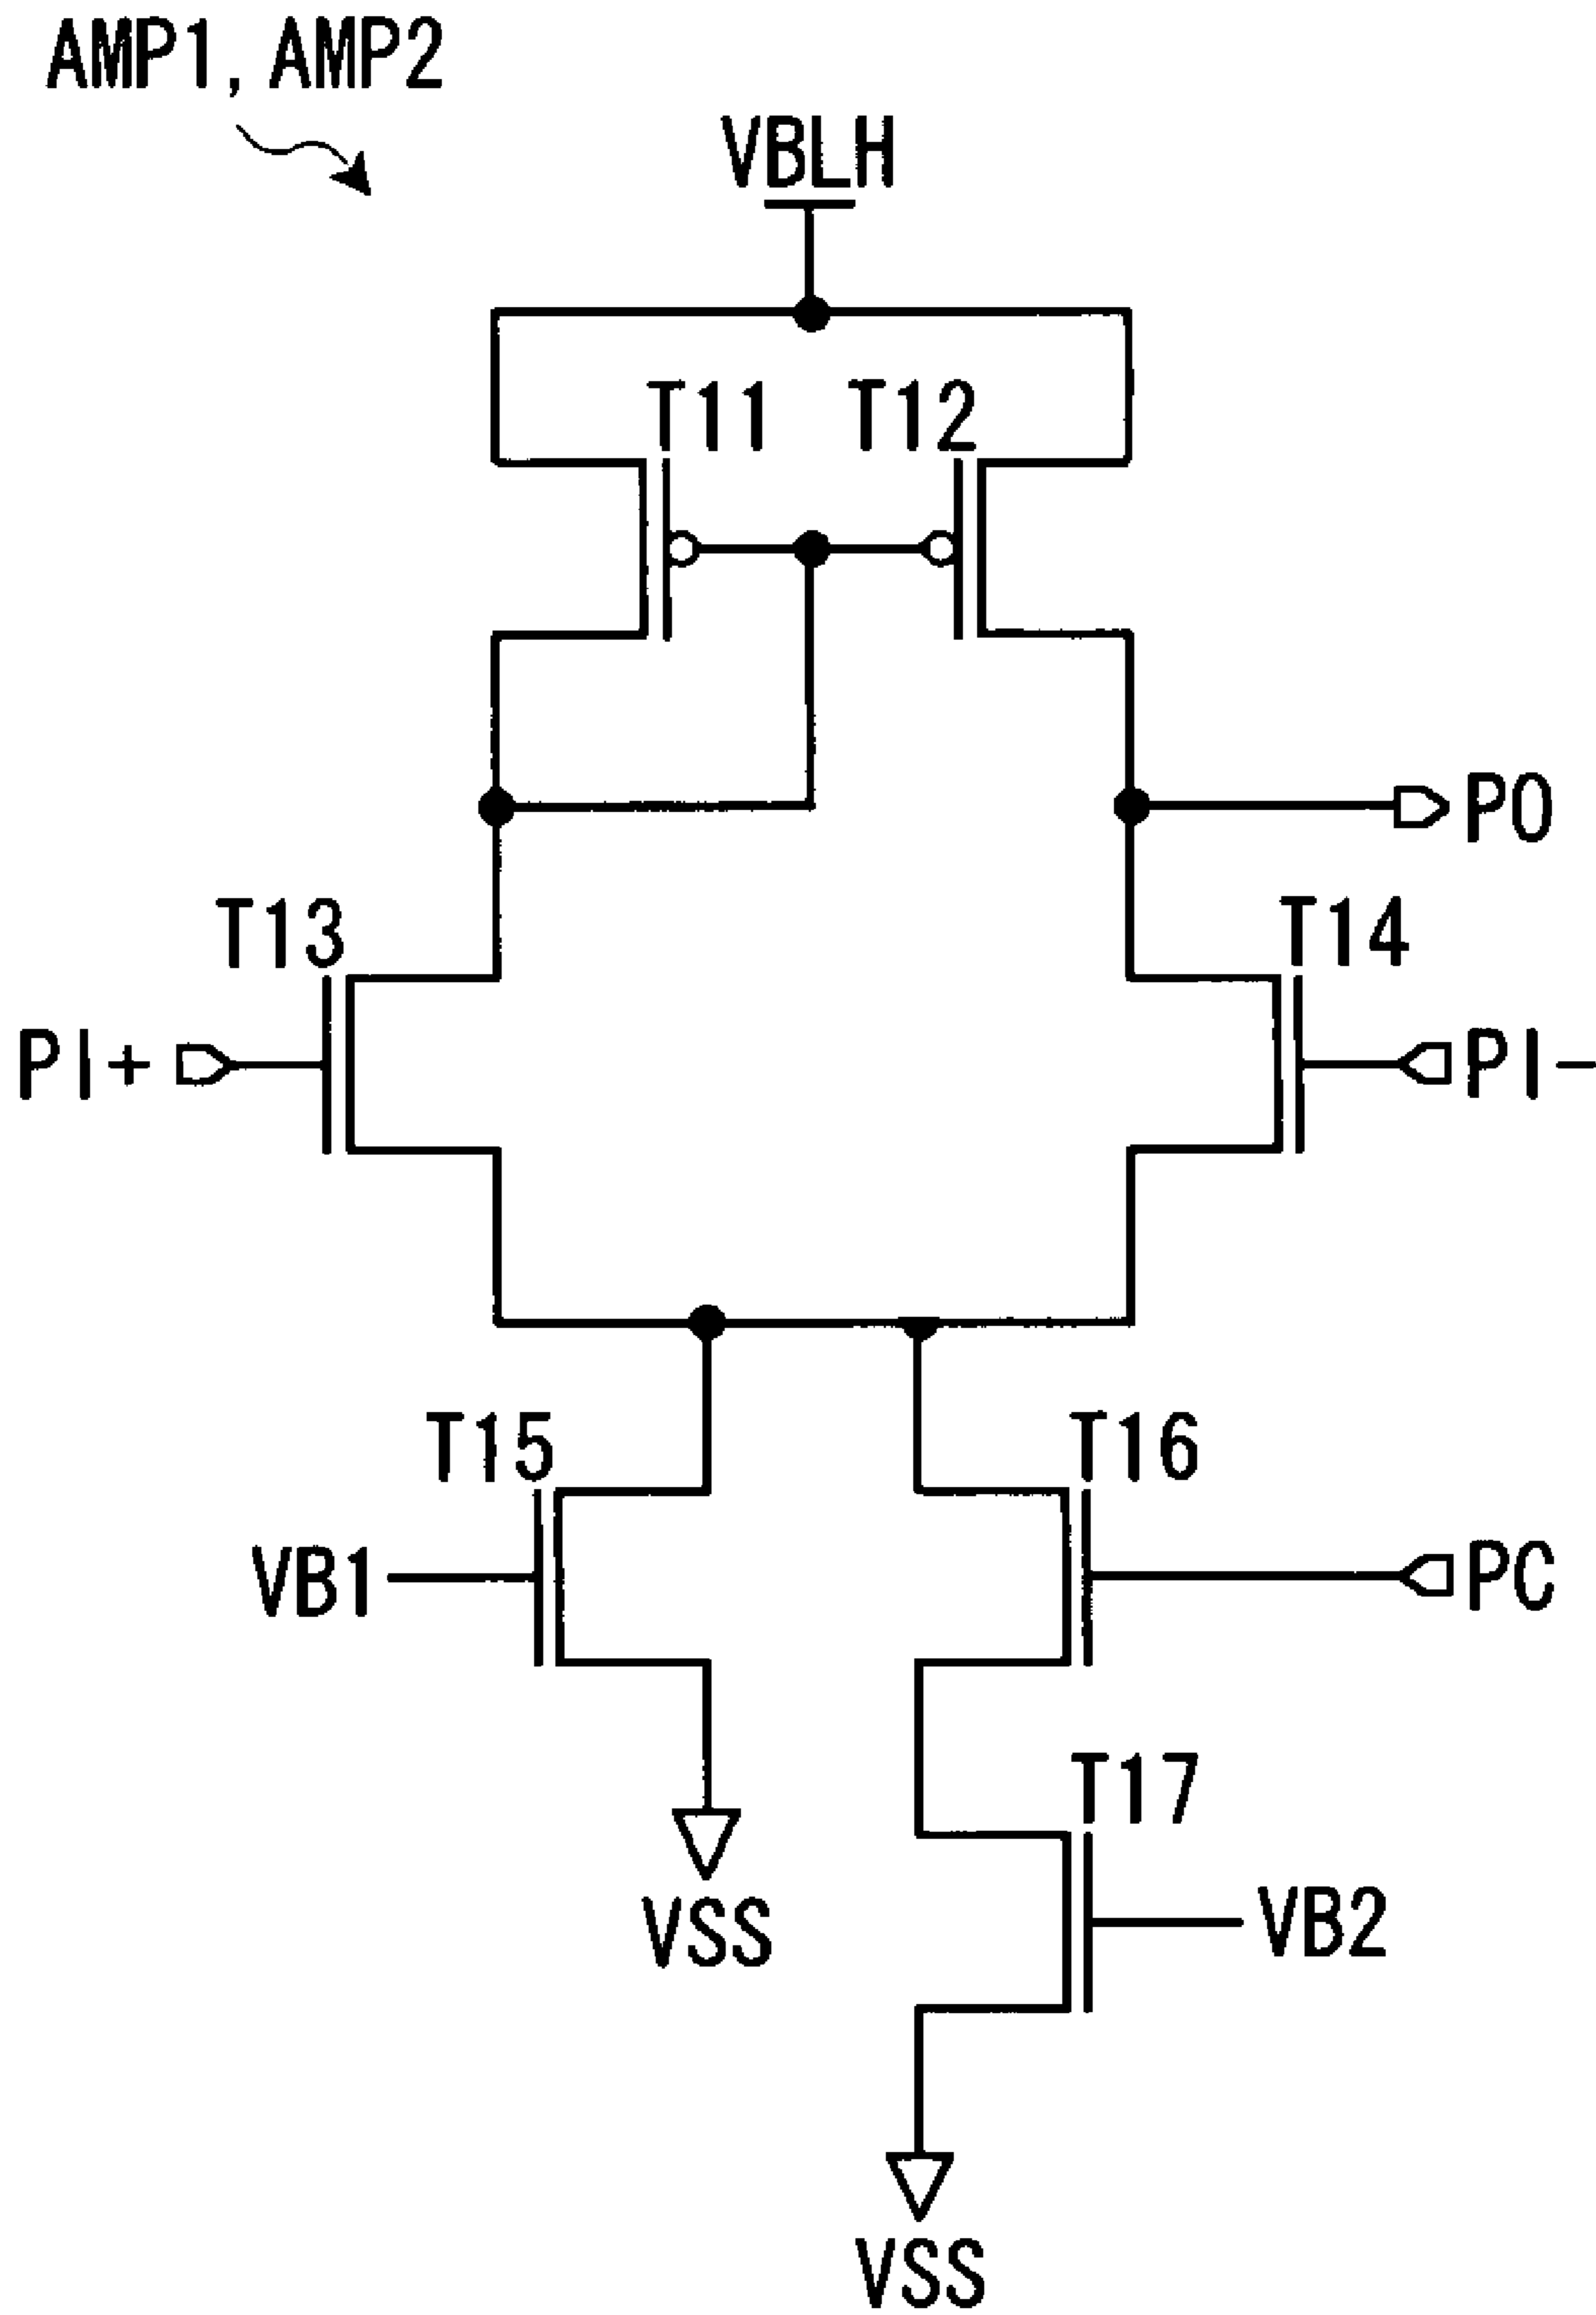 AMP1, AMP2
VBLH
T11 T12
PO
T13 T14
PI+ PI-
T15 T16
VB1 PC
T17
VSS VB2
VSS